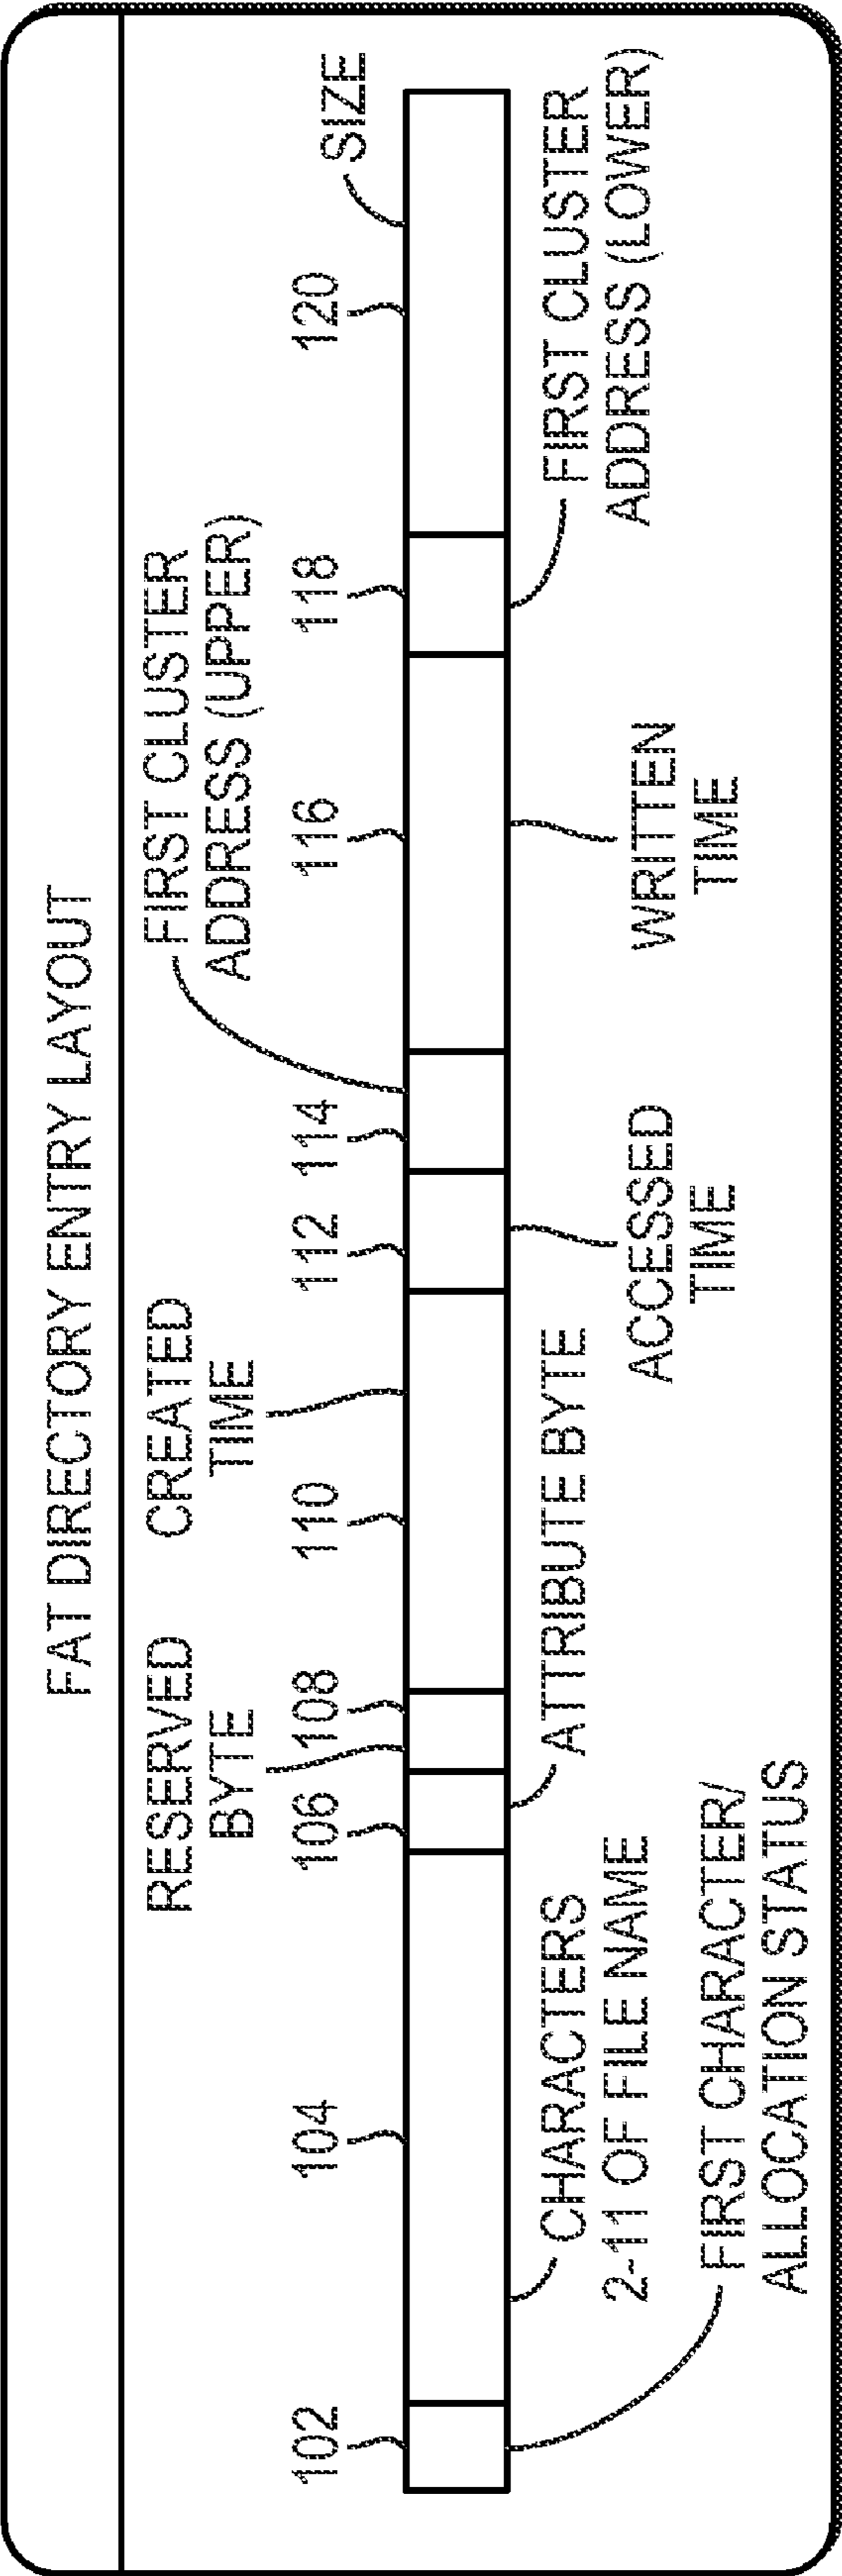 FAT DIRECTORY ENTRY LAYOUT
RESERVED
BYTE
CREATED
TIME
FIRST CLUSTER
ADDRESS (UPPER)
SIZE
102
104
106
108
110
112
114
116
118
120
CHARACTERS
2-11 OF FILE NAME
ATTRIBUTE BYTE
FIRST CLUSTER
ADDRESS (LOWER)
ACCESSED
TIME
WRITTEN
TIME
FIRST CHARACTER/
ALLOCATION STATUS